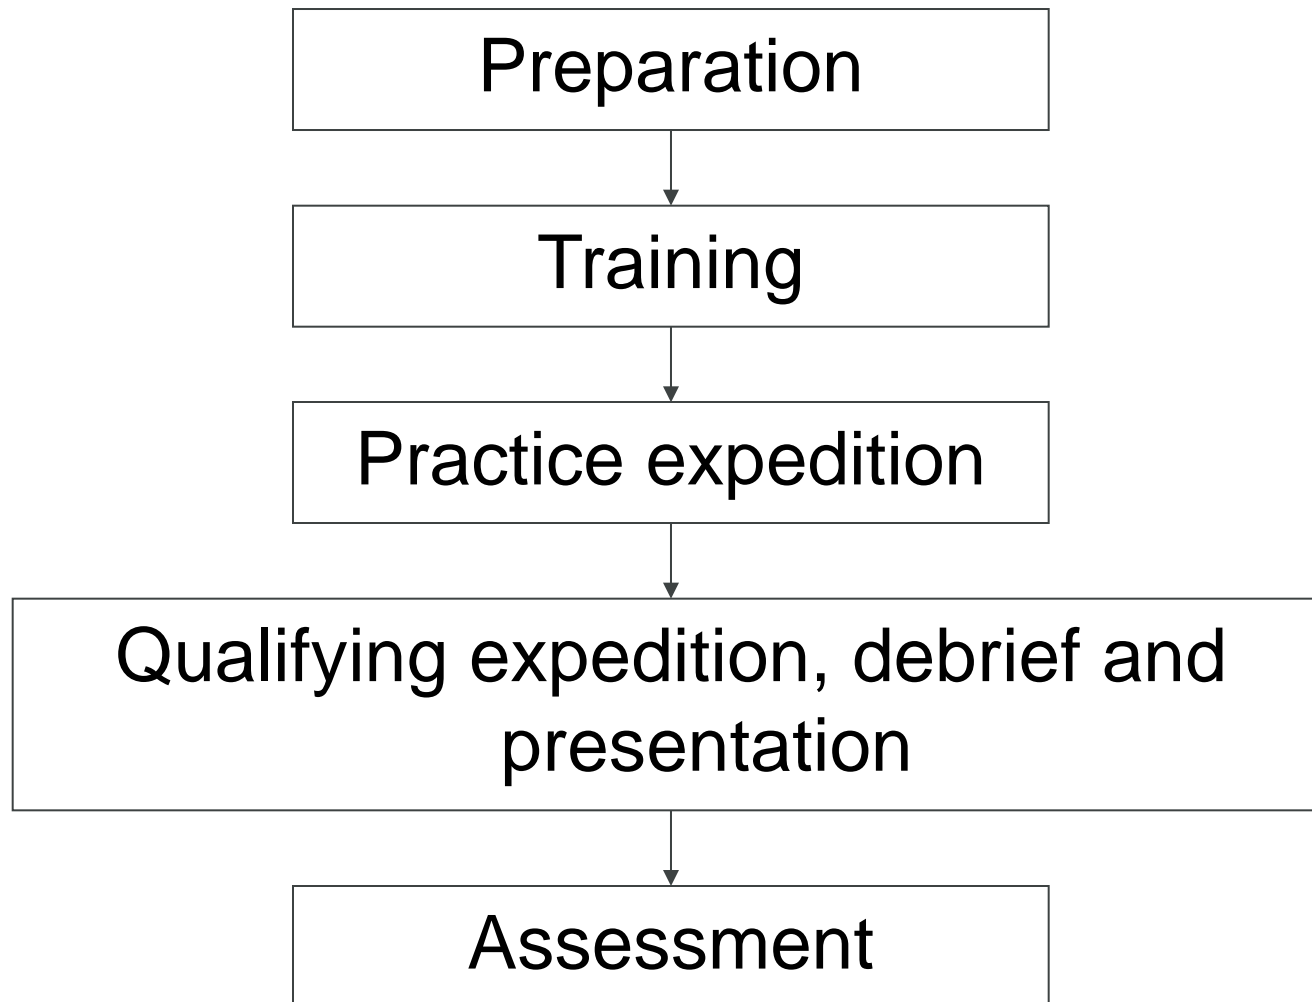 Preparation
Training
Practice expedition
Qualifying expedition, debrief and
presentation
Assessment